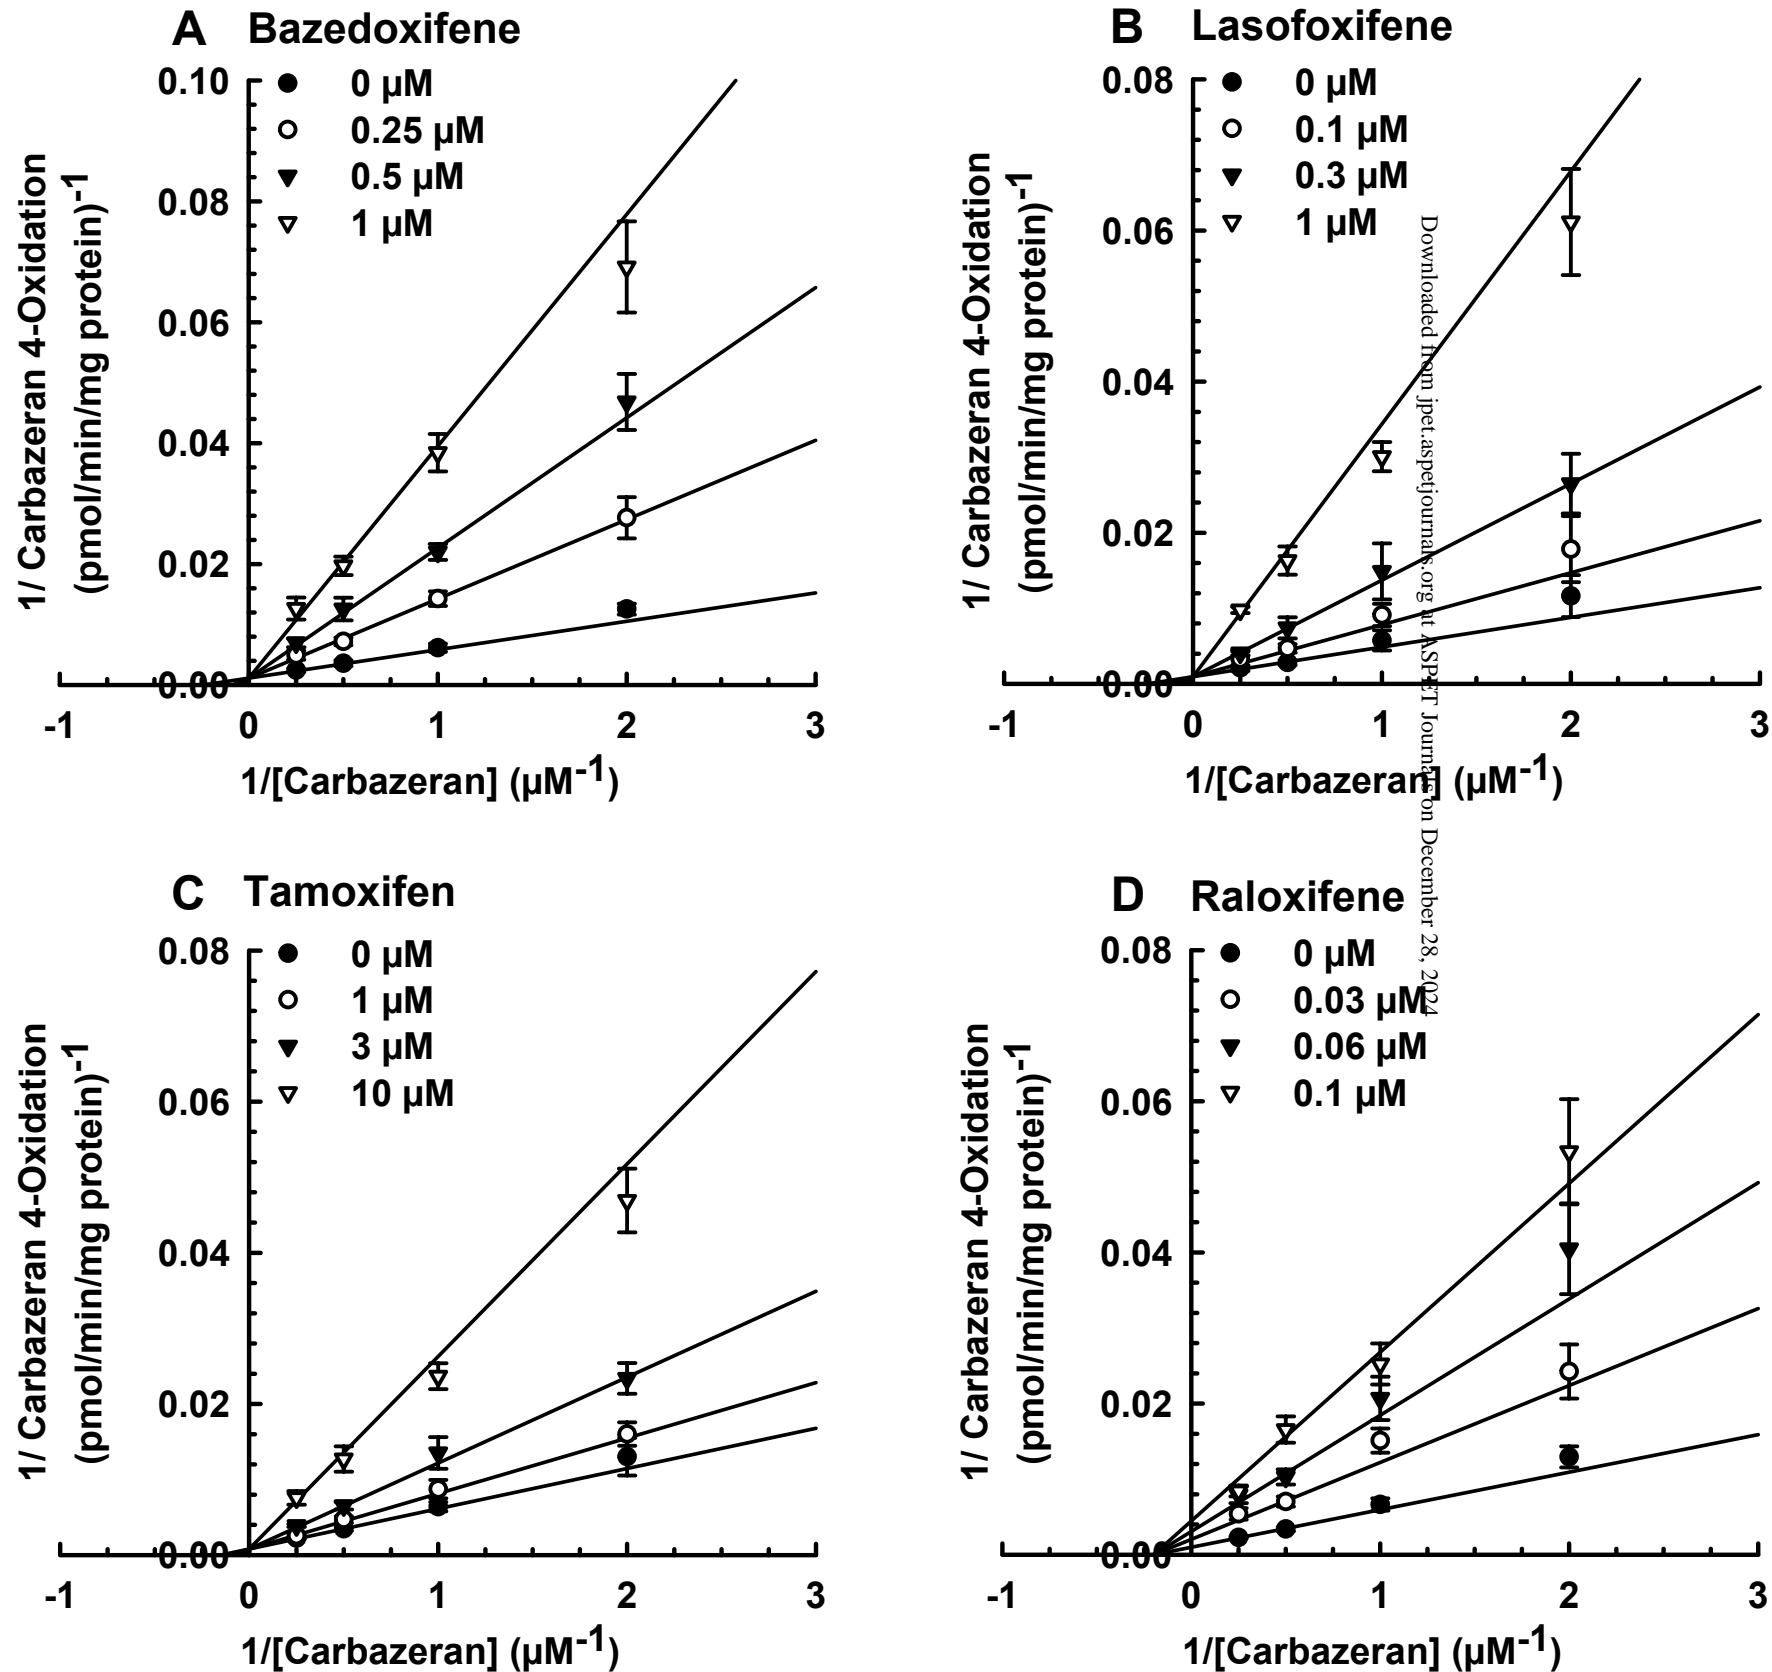 A Bazedoxifene
0 µM
0.25 µM
0.5 µM
1 µM
0.10
0.08
0.06
0.04
0.02
0.00
-1 0 1 2 3
1/ Carbazeran 4-Oxidation
(pmol/min/mg protein)-1
1/[Carbazeran] (µM-1)
B Lasofoxifene
0 µM
0.1 µM
0.3 µM
1 µM
0.08
0.06
0.04
0.02
0.00
-1 0 1 2 3
1/ Carbazeran 4-Oxidation
(pmol/min/mg protein)-1
1/[Carbazeran] (µM-1)
Downloaded from jpet.aspetjournals.org at ASPET Journals on December 28, 2024
C Tamoxifen
0 µM
1 µM
3 µM
10 µM
0.08
0.06
0.04
0.02
0.00
-1 0 1 2 3
1/ Carbazeran 4-Oxidation
(pmol/min/mg protein)-1
1/[Carbazeran] (µM-1)
D Raloxifene
0 µM
0.03 µM
0.06 µM
0.1 µM
0.08
0.06
0.04
0.02
0.00
-1 0 1 2 3
1/ Carbazeran 4-Oxidation
(pmol/min/mg protein)-1
1/[Carbazeran] (µM-1)